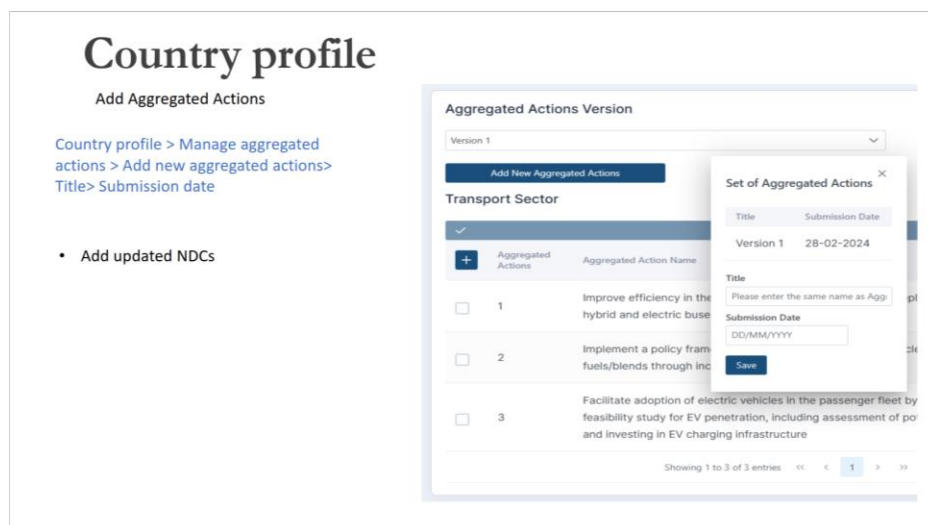 Country profile
Add Aggregated Actions
Country profile > Manage aggregated
actions > Add new aggregated actions>
Title> Submission date
• Add updated NDCs
Aggregated Actions Version
Version 1
Add New Aggregated Actions
Transport Sector
Aggregated
Actions
Aggregated Action Name
1
Improve efficiency in the
hybrid and electric buse
2
Implement a policy fram
fuels/blends through inc
3
Facilitate adoption of electric vehicles in the passenger fleet by
feasibility study for EV penetration, including assessment of po
and investing in EV charging infrastructure
Showing 1 to 3 of 3 entries « < 1 > »
Set of Aggregated Actions ×
Title Submission Date
Version 1 28-02-2024
Title
Please enter the same name as Agg
Submission Date
DD/MM/YYYY
Save